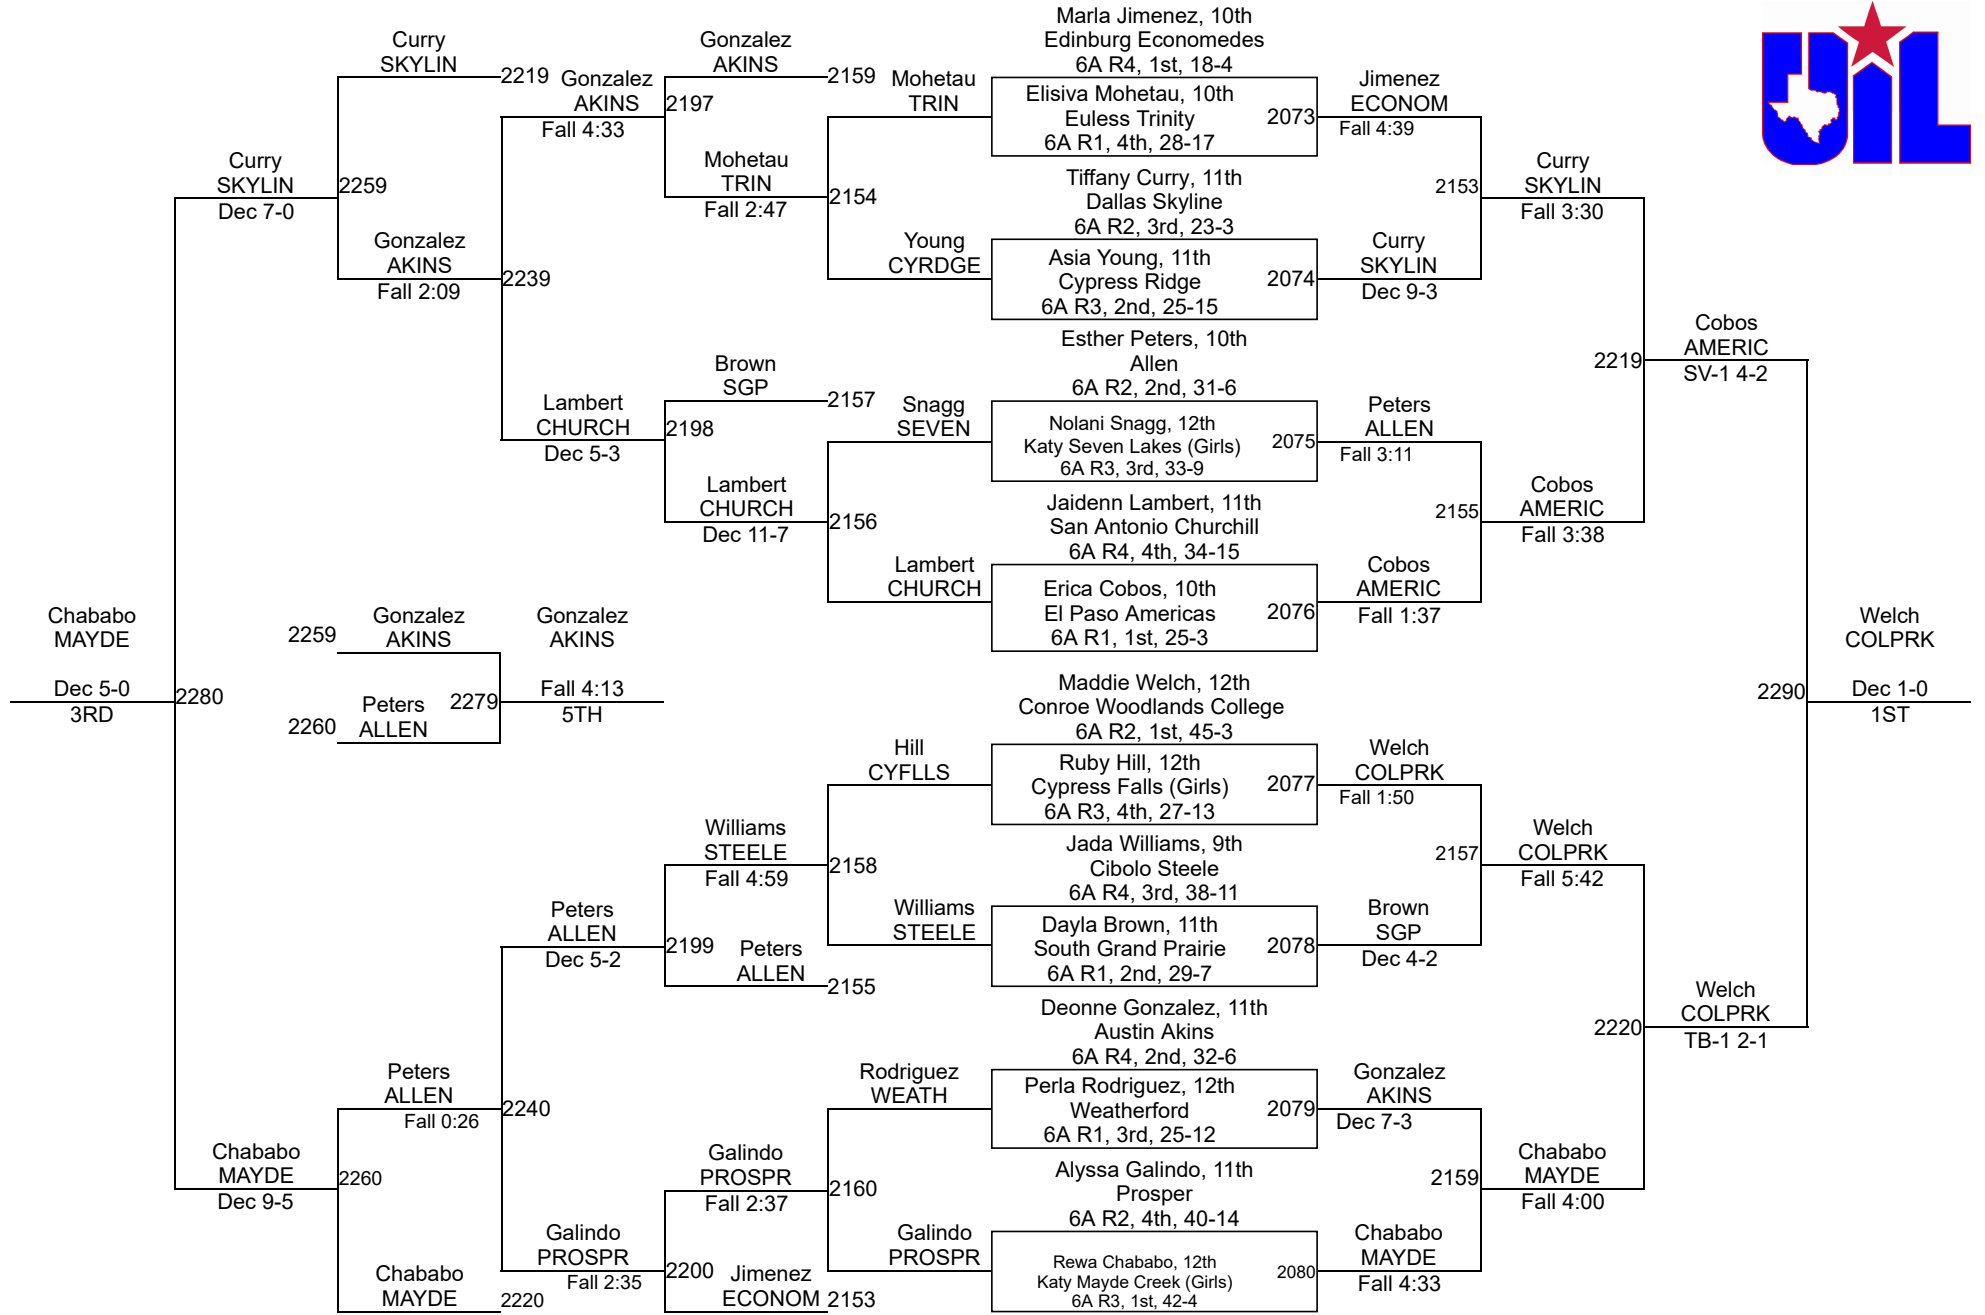 UIL
Curry
SKYLIN
2219
Gonzalez
AKINS
Fall 4:33
2197
Gonzalez
AKINS
2159
Mohetau
TRIN
Fall 2:47
2154
Mohetau
TRIN
Young
CYRDGE
Curry
SKYLIN
Dec 7-0
2259
Gonzalez
AKINS
Fall 2:09
2239
Lambert
CHURCH
Dec 5-3
2198
Brown
SGP
2157
Lambert
CHURCH
Dec 11-7
2156
Snagg
SEVEN
Lambert
CHURCH
Marla Jimenez, 10th
Edinburg Economedes
6A R4, 1st, 18-4
Elisiva Mohetau, 10th
Euless Trinity
6A R1, 4th, 28-17
2073
Tiffany Curry, 11th
Dallas Skyline
6A R2, 3rd, 23-3
Asia Young, 11th
Cypress Ridge
6A R3, 2nd, 25-15
2074
Esther Peters, 10th
Allen
6A R2, 2nd, 31-6
Nolani Snagg, 12th
Katy Seven Lakes (Girls)
6A R3, 3rd, 33-9
2075
Jaidenn Lambert, 11th
San Antonio Churchill
6A R4, 4th, 34-15
Erica Cobos, 10th
El Paso Americas
6A R1, 1st, 25-3
2076
Jimenez
ECONOM
Fall 4:39
2153
Curry
SKYLIN
Dec 9-3
Curry
SKYLIN
Fall 3:30
Peters
ALLEN
Fall 3:11
2155
Cobos
AMERIC
Fall 1:37
Cobos
AMERIC
Fall 3:38
2219
Cobos
AMERIC
SV-1 4-2
Chababo
MAYDE
Dec 5-0
3RD
2280
2259
Gonzalez
AKINS
2260
Peters
ALLEN
2279
Gonzalez
AKINS
Fall 4:13
5TH
2290
Welch
COLPRK
Dec 1-0
1ST
Maddie Welch, 12th
Conroe Woodlands College
6A R2, 1st, 45-3
Ruby Hill, 12th
Cypress Falls (Girls)
6A R3, 4th, 27-13
2077
Jada Williams, 9th
Cibolo Steele
6A R4, 3rd, 38-11
Dayla Brown, 11th
South Grand Prairie
6A R1, 2nd, 29-7
2078
Deonne Gonzalez, 11th
Austin Akins
6A R4, 2nd, 32-6
Perla Rodriguez, 12th
Weatherford
6A R1, 3rd, 25-12
2079
Alyssa Galindo, 11th
Prosper
6A R2, 4th, 40-14
Rewa Chababo, 12th
Katy Mayde Creek (Girls)
6A R3, 1st, 42-4
2080
Hill
CYFLLS
Williams
STEELE
Fall 4:59
2158
Williams
STEELE
Peters
ALLEN
Dec 5-2
2199
Peters
ALLEN
2155
Peters
ALLEN
Fall 0:26
2240
Chababo
MAYDE
Dec 9-5
2260
Chababo
MAYDE
2220
Galindo
PROSPR
Fall 2:35
2200
Galindo
PROSPR
Fall 2:37
2160
Jimenez
ECONOM
2153
Rodriguez
WEATH
Galindo
PROSPR
Welch
COLPRK
Fall 1:50
2157
Brown
SGP
Dec 4-2
Welch
COLPRK
Fall 5:42
Gonzalez
AKINS
Dec 7-3
2159
Chababo
MAYDE
Fall 4:33
Chababo
MAYDE
Fall 4:00
2220
Welch
COLPRK
TB-1 2-1